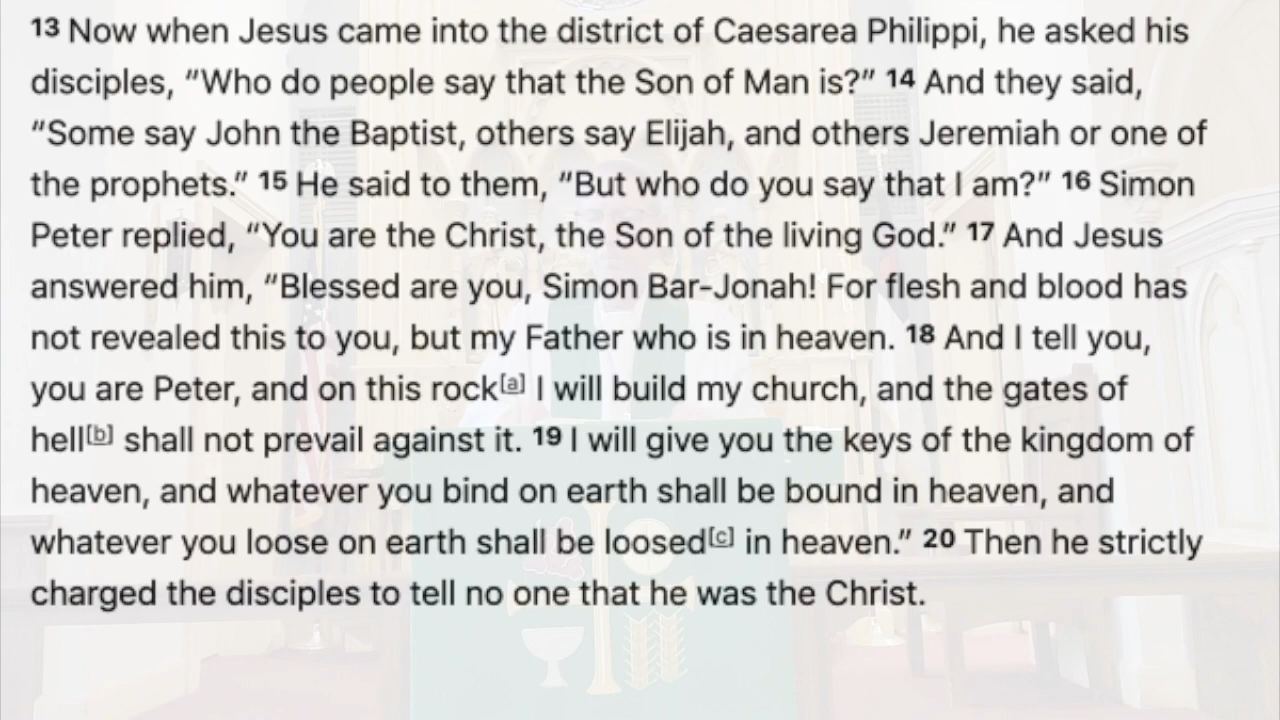 13 Now when Jesus came into the district of Caesarea Philippi, he asked his
disciples, “Who do people say that the Son of Man is?” 14 And they said,
“Some say John the Baptist, others say Elijah, and others Jeremiah or one of
the prophets.” 15 He said to them, “But who do you say that I am?” 16 Simon
Peter replied, “You are the Christ, the Son of the living God.” 17 And Jesus
answered him, “Blessed are you, Simon Bar-Jonah! For flesh and blood has
not revealed this to you, but my Father who is in heaven. 18 And I tell you,
you are Peter, and on this rock[a] I will build my church, and the gates of
hell[b] shall not prevail against it. 19 I will give you the keys of the kingdom of
heaven, and whatever you bind on earth shall be bound in heaven, and
whatever you loose on earth shall be loosed[c] in heaven.” 20 Then he strictly
charged the disciples to tell no one that he was the Christ.